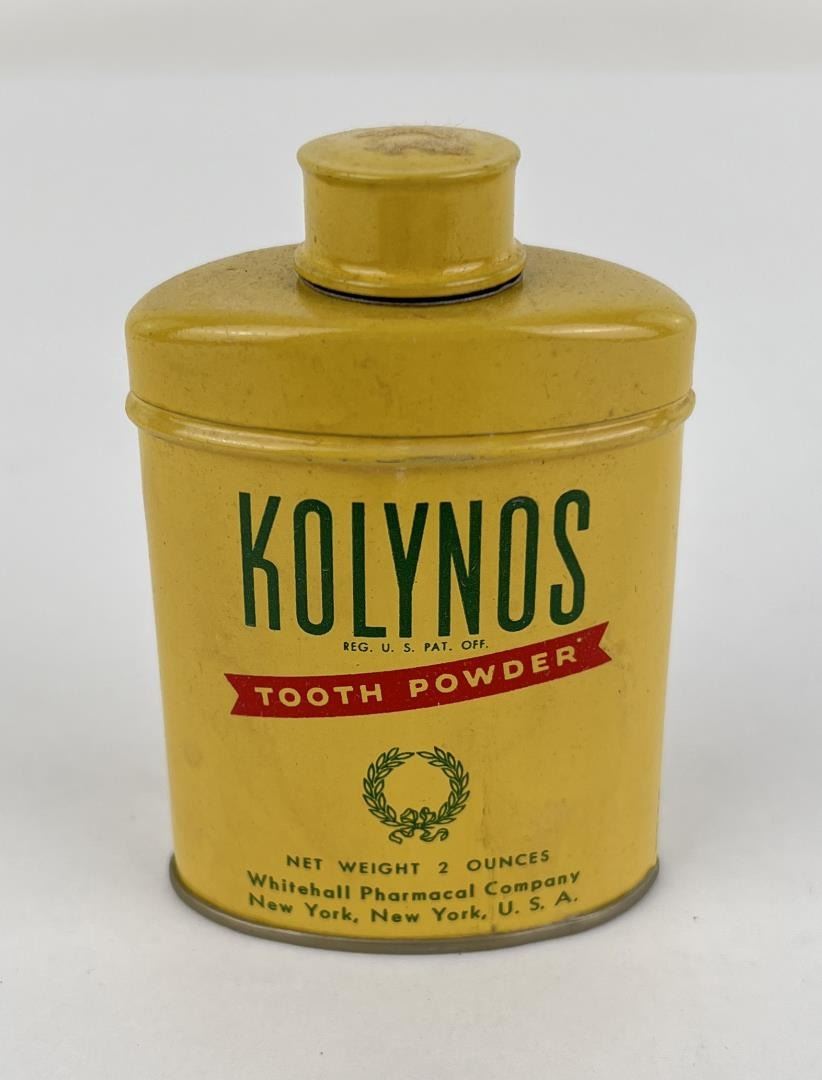 KOLYNOS
REG. U. S. PAT. OFF.
TOOTH POWDER
NET WEIGHT 2 OUNCES
Whitehall Pharmacal Company
New York, New York, U. S. A.